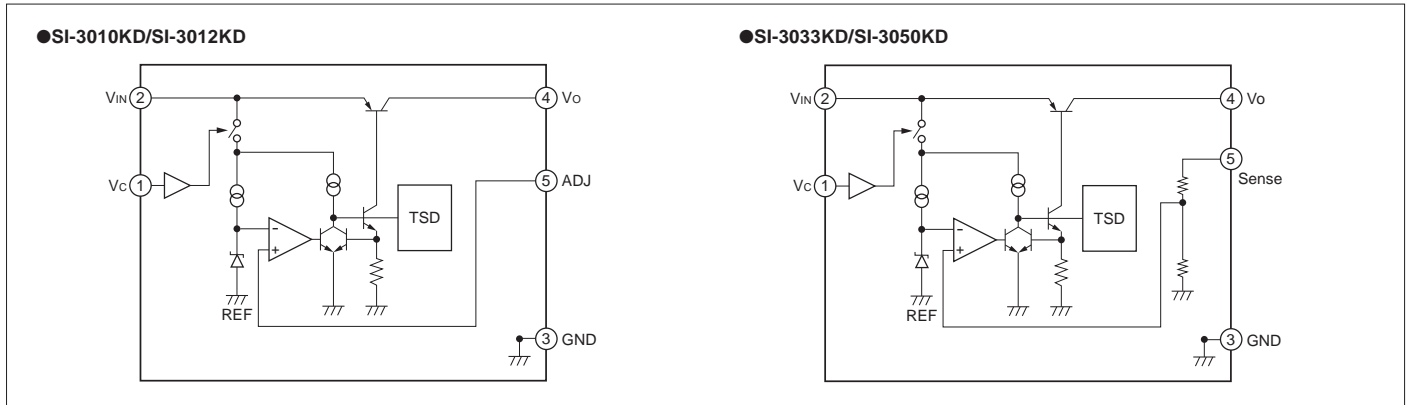 ●SI-3010KD/SI-3012KD
VIN 2
4 VO
VC 1
5 ADJ
TSD
-
+
REF
3 GND
●SI-3033KD/SI-3050KD
VIN 2
4 Vo
5
Sense
VC 1
TSD
-
+
REF
3 GND